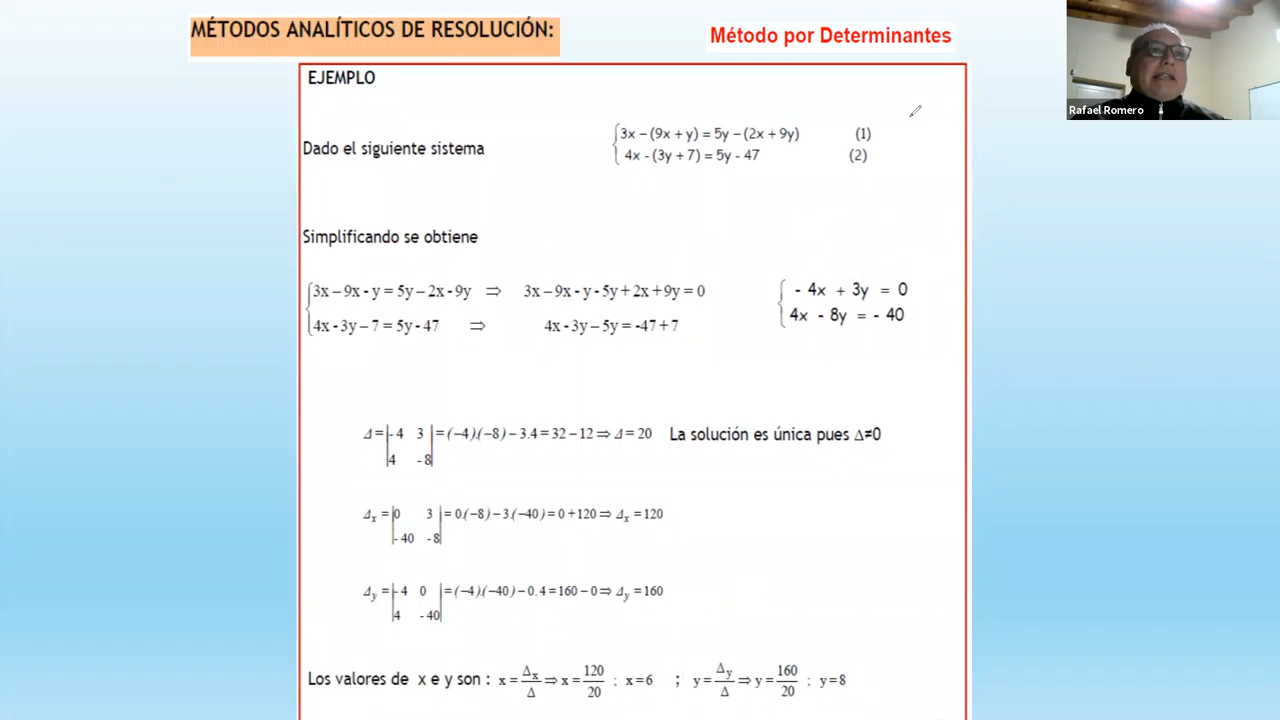 MÉTODOS ANALÍTICOS DE RESOLUCIÓN:
Método por Determinantes
Rafael Romero
EJEMPLO
Dado el siguiente sistema
3x – (9x + y) = 5y – (2x + 9y) (1)
4x - (3y + 7) = 5y - 47 (2)
Simplificando se obtiene
3x – 9x - y = 5y – 2x - 9y ⇒ 3x – 9x - y - 5y + 2x + 9y = 0
4x - 3y – 7 = 5y - 47 ⇒ 4x - 3y – 5y = -47 + 7
- 4x + 3y = 0
4x - 8y = - 40
Δ = |- 4 3| = (–4)(–8) – 3.4 = 32 – 12 ⇒ Δ = 20 La solución es única pues Δ≠0
|4 - 8|
Δx = |0 3| = 0.(–8) – 3.(–40) = 0 + 120 ⇒ Δx = 120
|- 40 - 8|
Δy = |- 4 0| = (–4)(–40) – 0.4 = 160 – 0 ⇒ Δy = 160
|4 - 40|
Los valores de x e y son : x = Δx/Δ ⇒ x = 120/20 ; x = 6 ; y = Δy/Δ ⇒ y = 160/20 ; y = 8